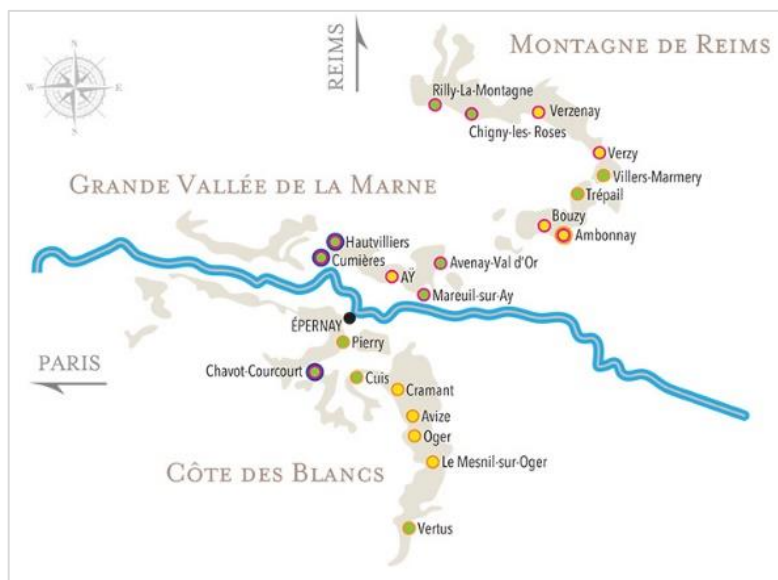 N
W
E
S
REIMS
MONTAGNE DE REIMS
Rilly-La-Montagne
Verzenay
Chigny-les- Roses
Verzy
Villers-Marmery
Trépail
GRANDE VALLÉE DE LA MARNE
Bouzy
Ambonnay
Hautvilliers
Cumières
Avenay-Val d'Or
AŸ
Mareuil-sur-Ay
ÉPERNAY
Pierry
PARIS
Chavot-Courcourt
Cuis
Cramant
Avize
Oger
CÔTE DES BLANCS
Le Mesnil-sur-Oger
Vertus